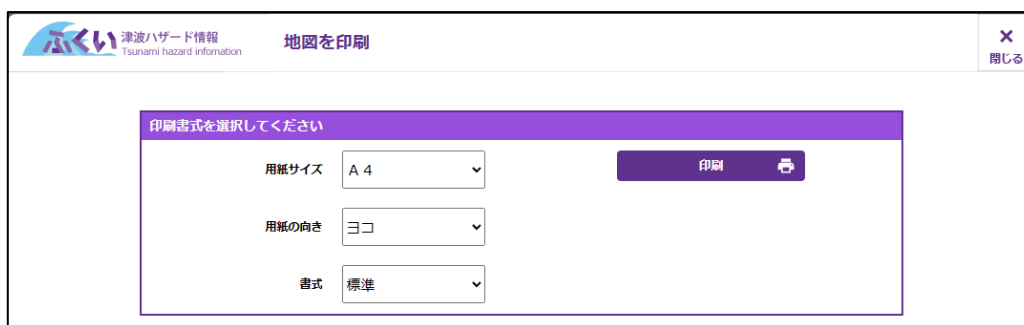 ふくい 津波ハザード情報
Tsunami hazard infomation
地図を印刷
×
閉じる
印刷書式を選択してください
用紙サイズ A 4
印刷
用紙の向き ヨコ
書式 標準